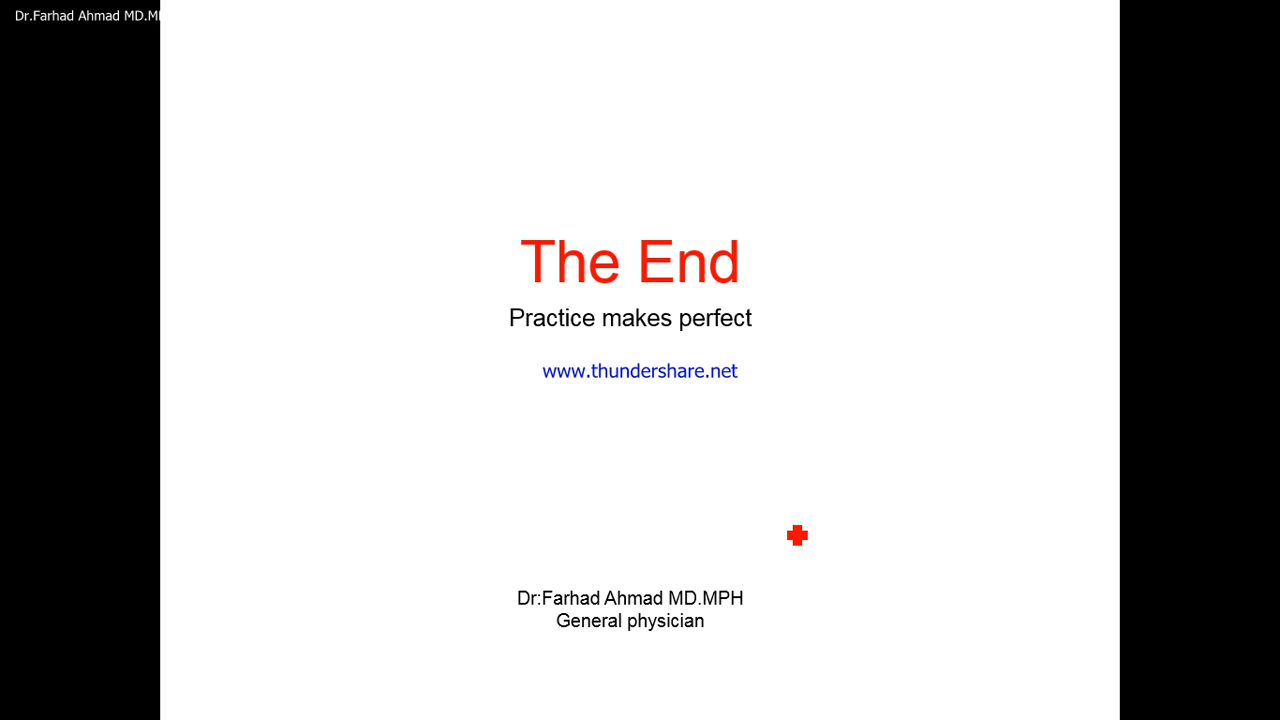 Dr.Farhad Ahmad MD.
The End
Practice makes perfect
www.thundershare.net
Dr:Farhad Ahmad MD.MPH
General physician